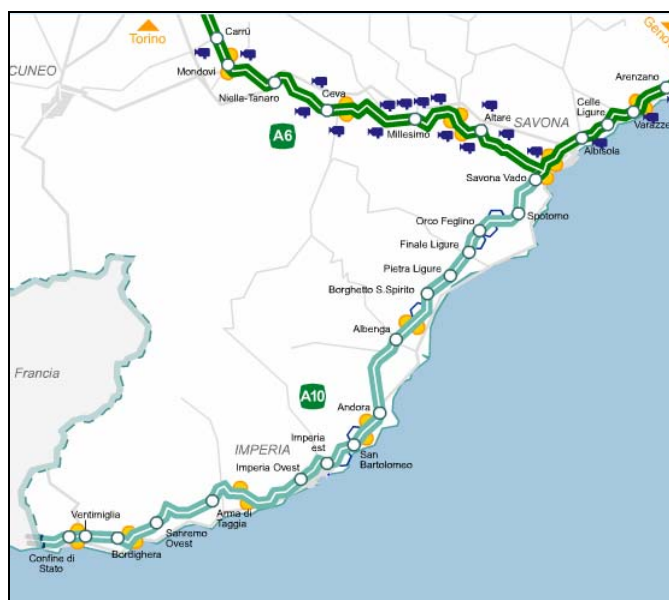 Carrú
Torino
Geno
Arenzano
CUNEO
Mondovì
Niella-Tanaro
Ceva
Celle
Ligure
SAVONA
Altare
Millesimo
Varazze
A6
Albisola
Savona Vado
Spotorno
Orco Feglino
Finale Ligure
Pietra Ligure
Borghetto S.Spirito
Albenga
Francia
A10
Andora
IMPERIA
Imperia
est
San
Bartolomeo
Imperia Ovest
Arma di
Taggia
Ventimiglia
Sanremo
Ovest
Bordighera
Confine di
Stato